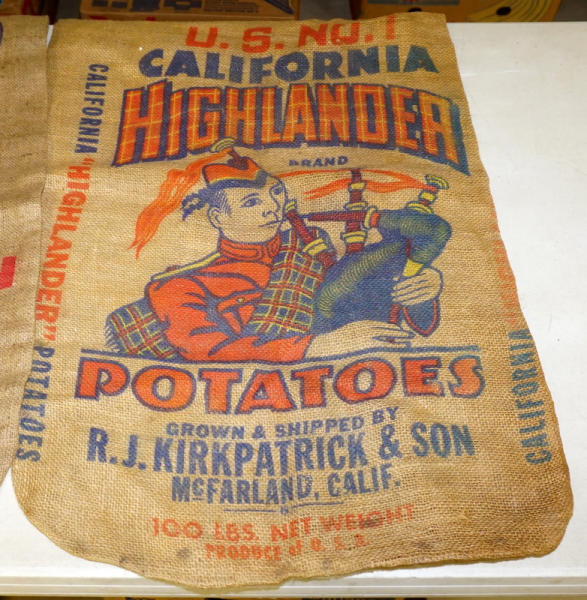 U.S. NO. 1
CALIFORNIA
HIGHLANDER
BRAND
POTATOES
GROWN & SHIPPED BY
R.J. KIRKPATRICK & SON
McFARLAND, CALIF.
100 LBS. NET WEIGHT
PRODUCE of U.S.A.
CALIFORNIA "HIGHLANDER" POTATOES
CALIFORNIA